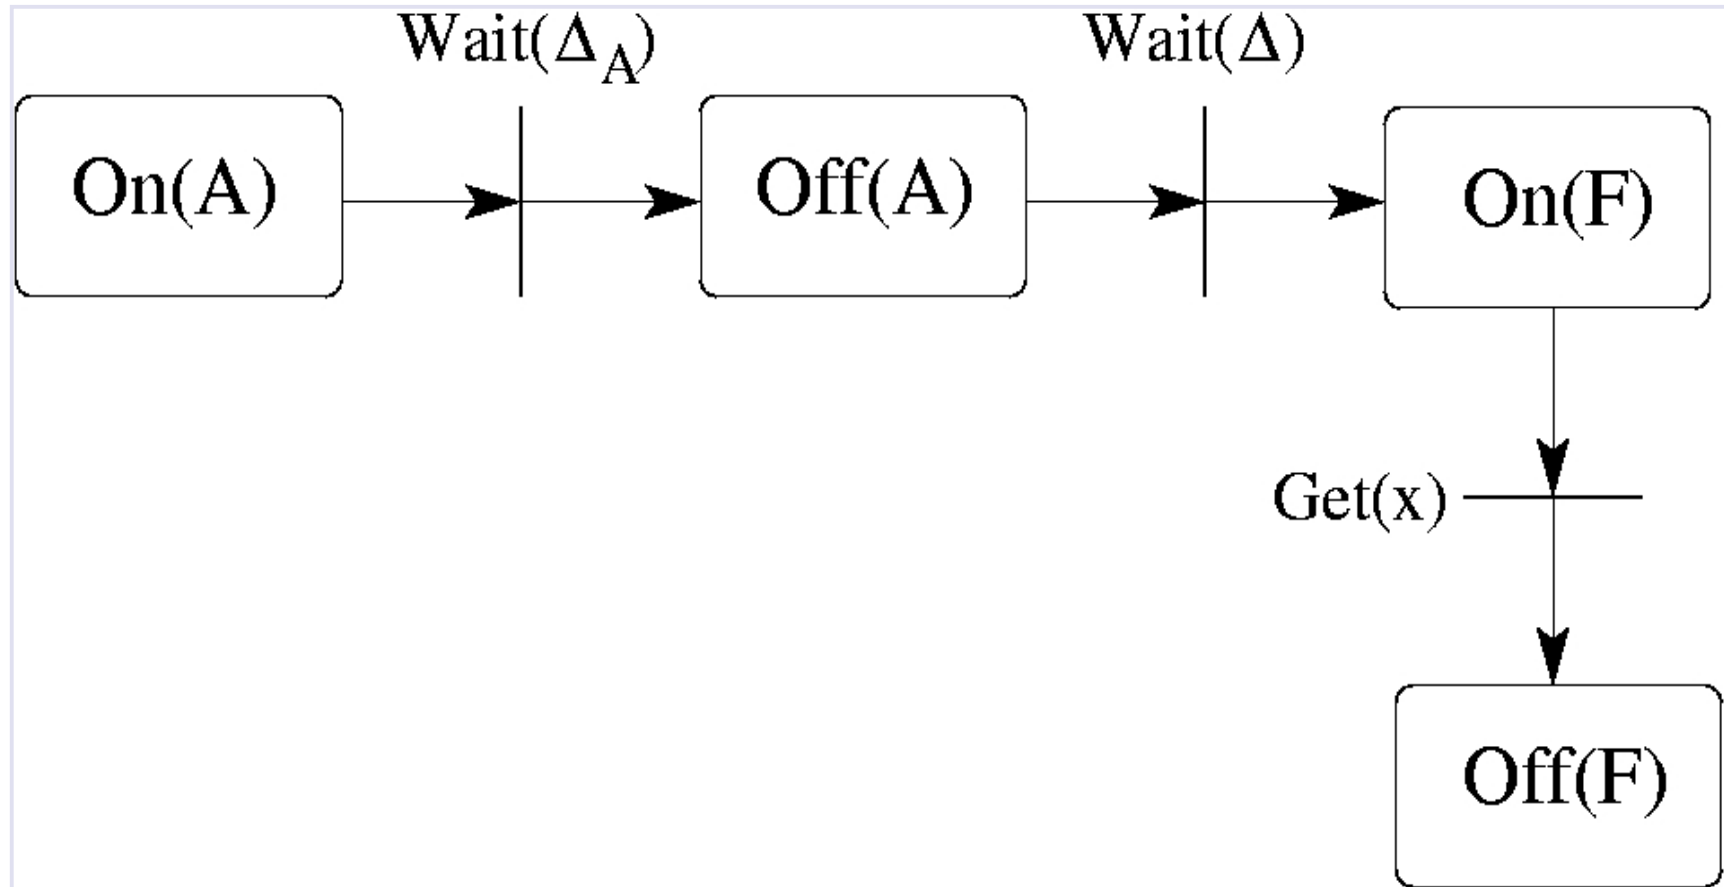 Wait(Δ_A)
Wait(Δ)
On(A)
Off(A)
On(F)
Get(x)
Off(F)